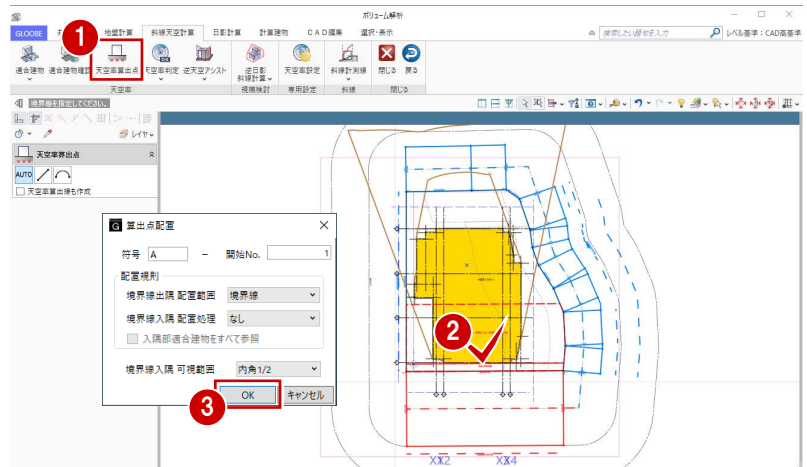 ボリューム解析
GLOOBE
地盤計算 斜線天空計算 日影計算 計算建物 CAD編集 選択・表示
検索したい語句を入力
レベル基準：CAD高基準
適合建物 適合建物確認 天空率算出点 天空率判定 逆天空アシスト 逆日影 斜線計算 天空率設定 斜線計測線 閉じる 戻る
天空率 規模検討 専用設定 斜線 閉じる
境界線を指定してください。
レイヤ
天空率算出点
AUTO
天空率算出線も作成
算出点配置
符号 A － 開始No. 1
配置規則
境界線出隅 配置範囲 境界線
境界線入隅 配置処理 なし
入隅部適合建物をすべて参照
境界線入隅 可視範囲 内角1/2
OK キャンセル
1
2
3
XX2 XX4